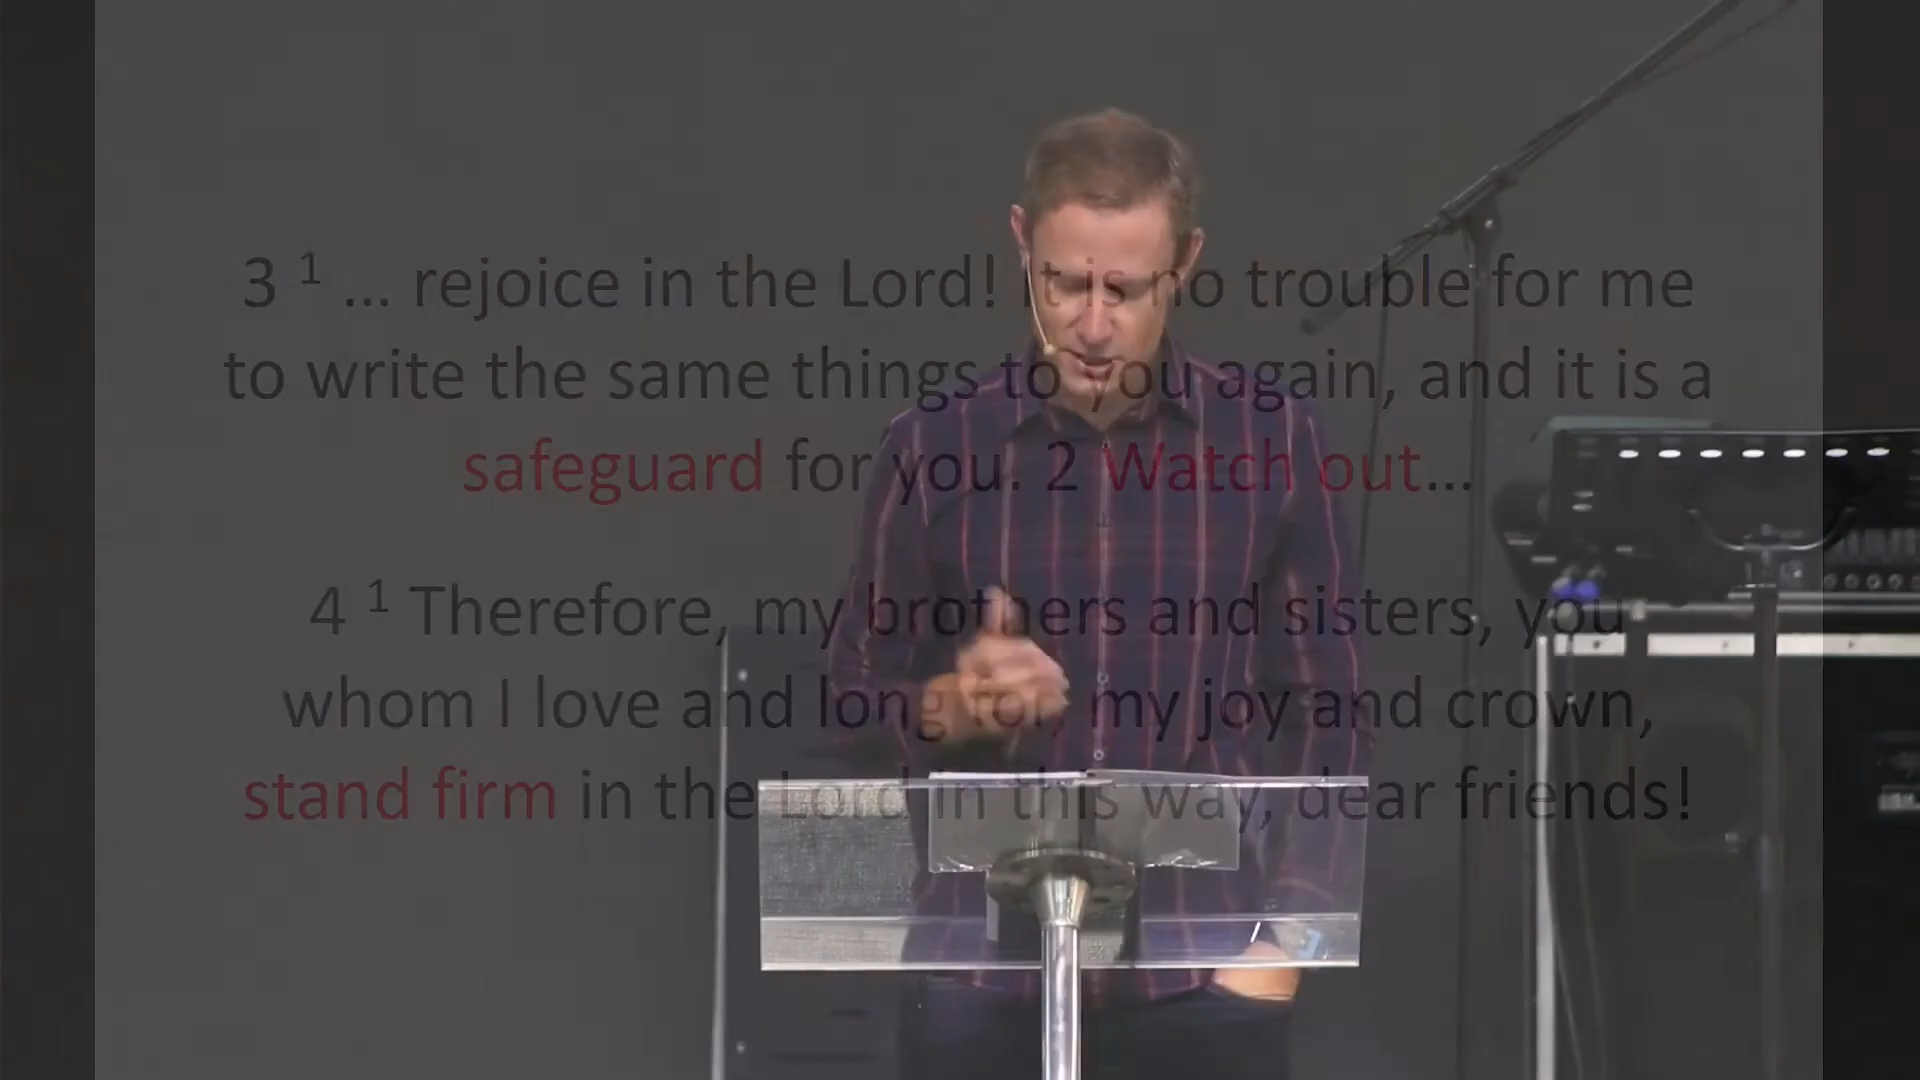 3 ¹ ... rejoice in the Lord! It is no trouble for me
to write the same things to you again, and it is a
safeguard for you. 2 Watch out...
4 ¹ Therefore, my brothers and sisters, you
whom I love and long for, my joy and crown,
stand firm in the Lord in this way, dear friends!